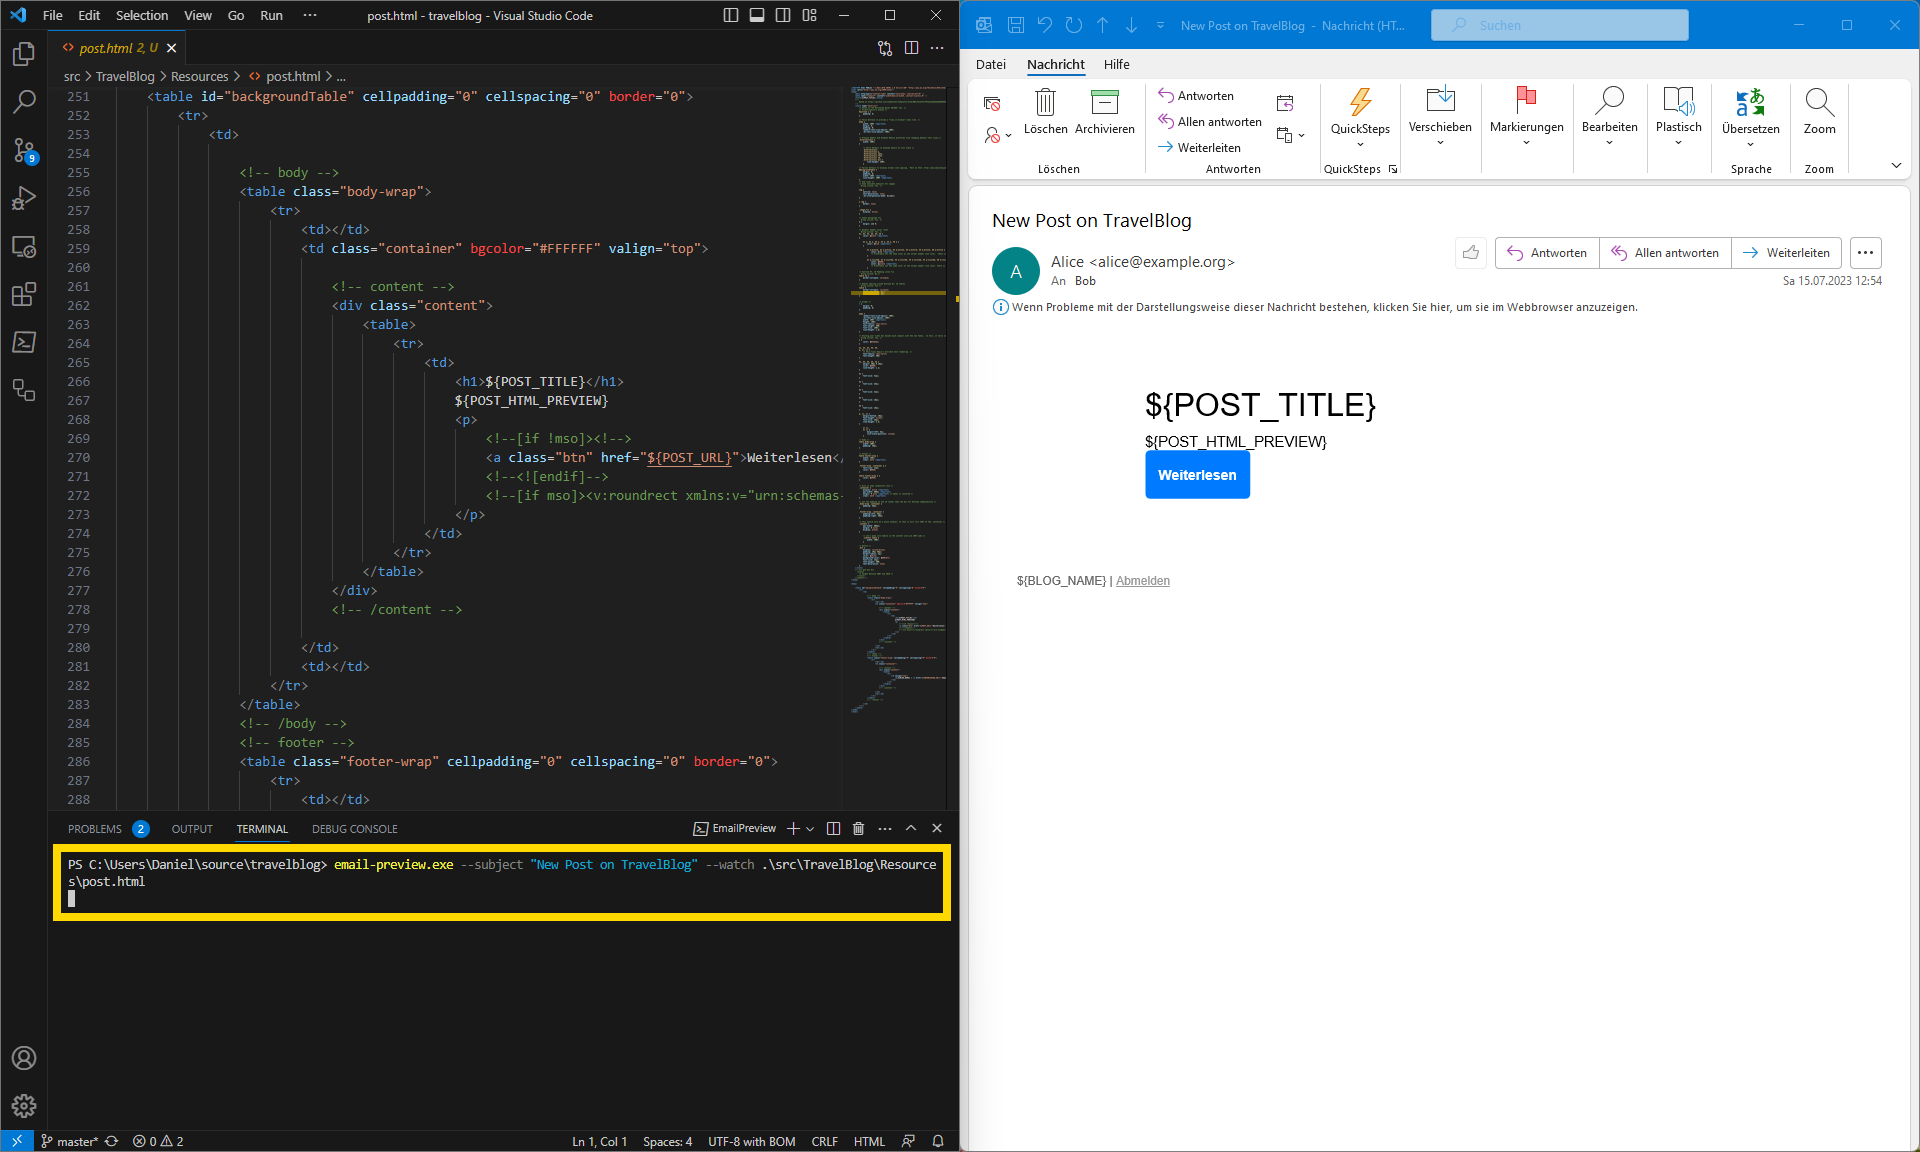 File Edit Selection View Go Run ··· post.html - travelblog - Visual Studio Code
post.html 2, U
src > TravelBlog > Resources > <> post.html > ...
251 <table id="backgroundTable" cellpadding="0" cellspacing="0" border="0">
252 <tr>
253 <td>
254
255 <!-- body -->
256 <table class="body-wrap">
257 <tr>
258 <td></td>
259 <td class="container" bgcolor="#FFFFFF" valign="top">
260
261 <!-- content -->
262 <div class="content">
263 <table>
264 <tr>
265 <td>
266 <h1>${POST_TITLE}</h1>
267 ${POST_HTML_PREVIEW}
268 <p>
269 <!--[if !mso]><!-->
270 <a class="btn" href="${POST_URL}">Weiterlesen</
271 <!--<![endif]-->
272 <!--[if mso]><v:roundrect xmlns:v="urn:schemas-
273 </p>
274 </td>
275 </tr>
276 </table>
277 </div>
278 <!-- /content -->
279
280 </td>
281 <td></td>
282 </tr>
283 </table>
284 <!-- /body -->
285 <!-- footer -->
286 <table class="footer-wrap" cellpadding="0" cellspacing="0" border="0">
287 <tr>
288 <td></td>
PROBLEMS 2 OUTPUT TERMINAL DEBUG CONSOLE EmailPreview
PS C:\Users\Daniel\source\travelblog> email-preview.exe --subject "New Post on TravelBlog" --watch .\src\TravelBlog\Resource
s\post.html
9
master* 0 2 Ln 1, Col 1 Spaces: 4 UTF-8 with BOM CRLF HTML
New Post on TravelBlog - Nachricht (HT... Suchen
Datei Nachricht Hilfe
Löschen Archivieren
Löschen
Antworten
Allen antworten
Weiterleiten
Antworten
QuickSteps
QuickSteps
Verschieben
Markierungen
Bearbeiten
Plastisch
Übersetzen
Sprache
Zoom
Zoom
New Post on TravelBlog
A
Alice <alice@example.org>
An Bob
Antworten Allen antworten Weiterleiten
Sa 15.07.2023 12:54
Wenn Probleme mit der Darstellungsweise dieser Nachricht bestehen, klicken Sie hier, um sie im Webbrowser anzuzeigen.
${POST_TITLE}
${POST_HTML_PREVIEW}
Weiterlesen
${BLOG_NAME} | Abmelden